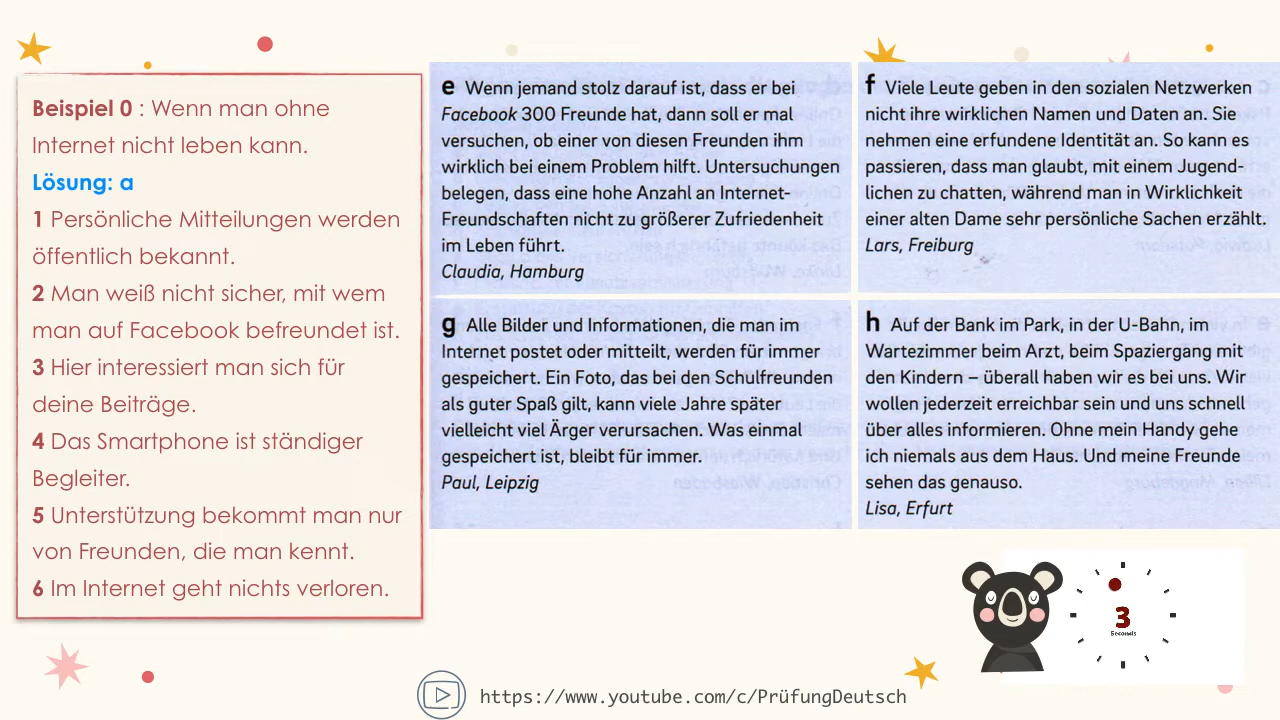 Beispiel 0 : Wenn man ohne
Internet nicht leben kann.
Lösung: a
1 Persönliche Mitteilungen werden
öffentlich bekannt.
2 Man weiß nicht sicher, mit wem
man auf Facebook befreundet ist.
3 Hier interessiert man sich für
deine Beiträge.
4 Das Smartphone ist ständiger
Begleiter.
5 Unterstützung bekommt man nur
von Freunden, die man kennt.
6 Im Internet geht nichts verloren.
e Wenn jemand stolz darauf ist, dass er bei
Facebook 300 Freunde hat, dann soll er mal
versuchen, ob einer von diesen Freunden ihm
wirklich bei einem Problem hilft. Untersuchungen
belegen, dass eine hohe Anzahl an Internet-
Freundschaften nicht zu größerer Zufriedenheit
im Leben führt.
Claudia, Hamburg
f Viele Leute geben in den sozialen Netzwerken
nicht ihre wirklichen Namen und Daten an. Sie
nehmen eine erfundene Identität an. So kann es
passieren, dass man glaubt, mit einem Jugend-
lichen zu chatten, während man in Wirklichkeit
einer alten Dame sehr persönliche Sachen erzählt.
Lars, Freiburg
g Alle Bilder und Informationen, die man im
Internet postet oder mitteilt, werden für immer
gespeichert. Ein Foto, das bei den Schulfreunden
als guter Spaß gilt, kann viele Jahre später
vielleicht viel Ärger verursachen. Was einmal
gespeichert ist, bleibt für immer.
Paul, Leipzig
h Auf der Bank im Park, in der U-Bahn, im
Wartezimmer beim Arzt, beim Spaziergang mit
den Kindern – überall haben wir es bei uns. Wir
wollen jederzeit erreichbar sein und uns schnell
über alles informieren. Ohne mein Handy gehe
ich niemals aus dem Haus. Und meine Freunde
sehen das genauso.
Lisa, Erfurt
3
Seconds
https://www.youtube.com/c/PrüfungDeutsch